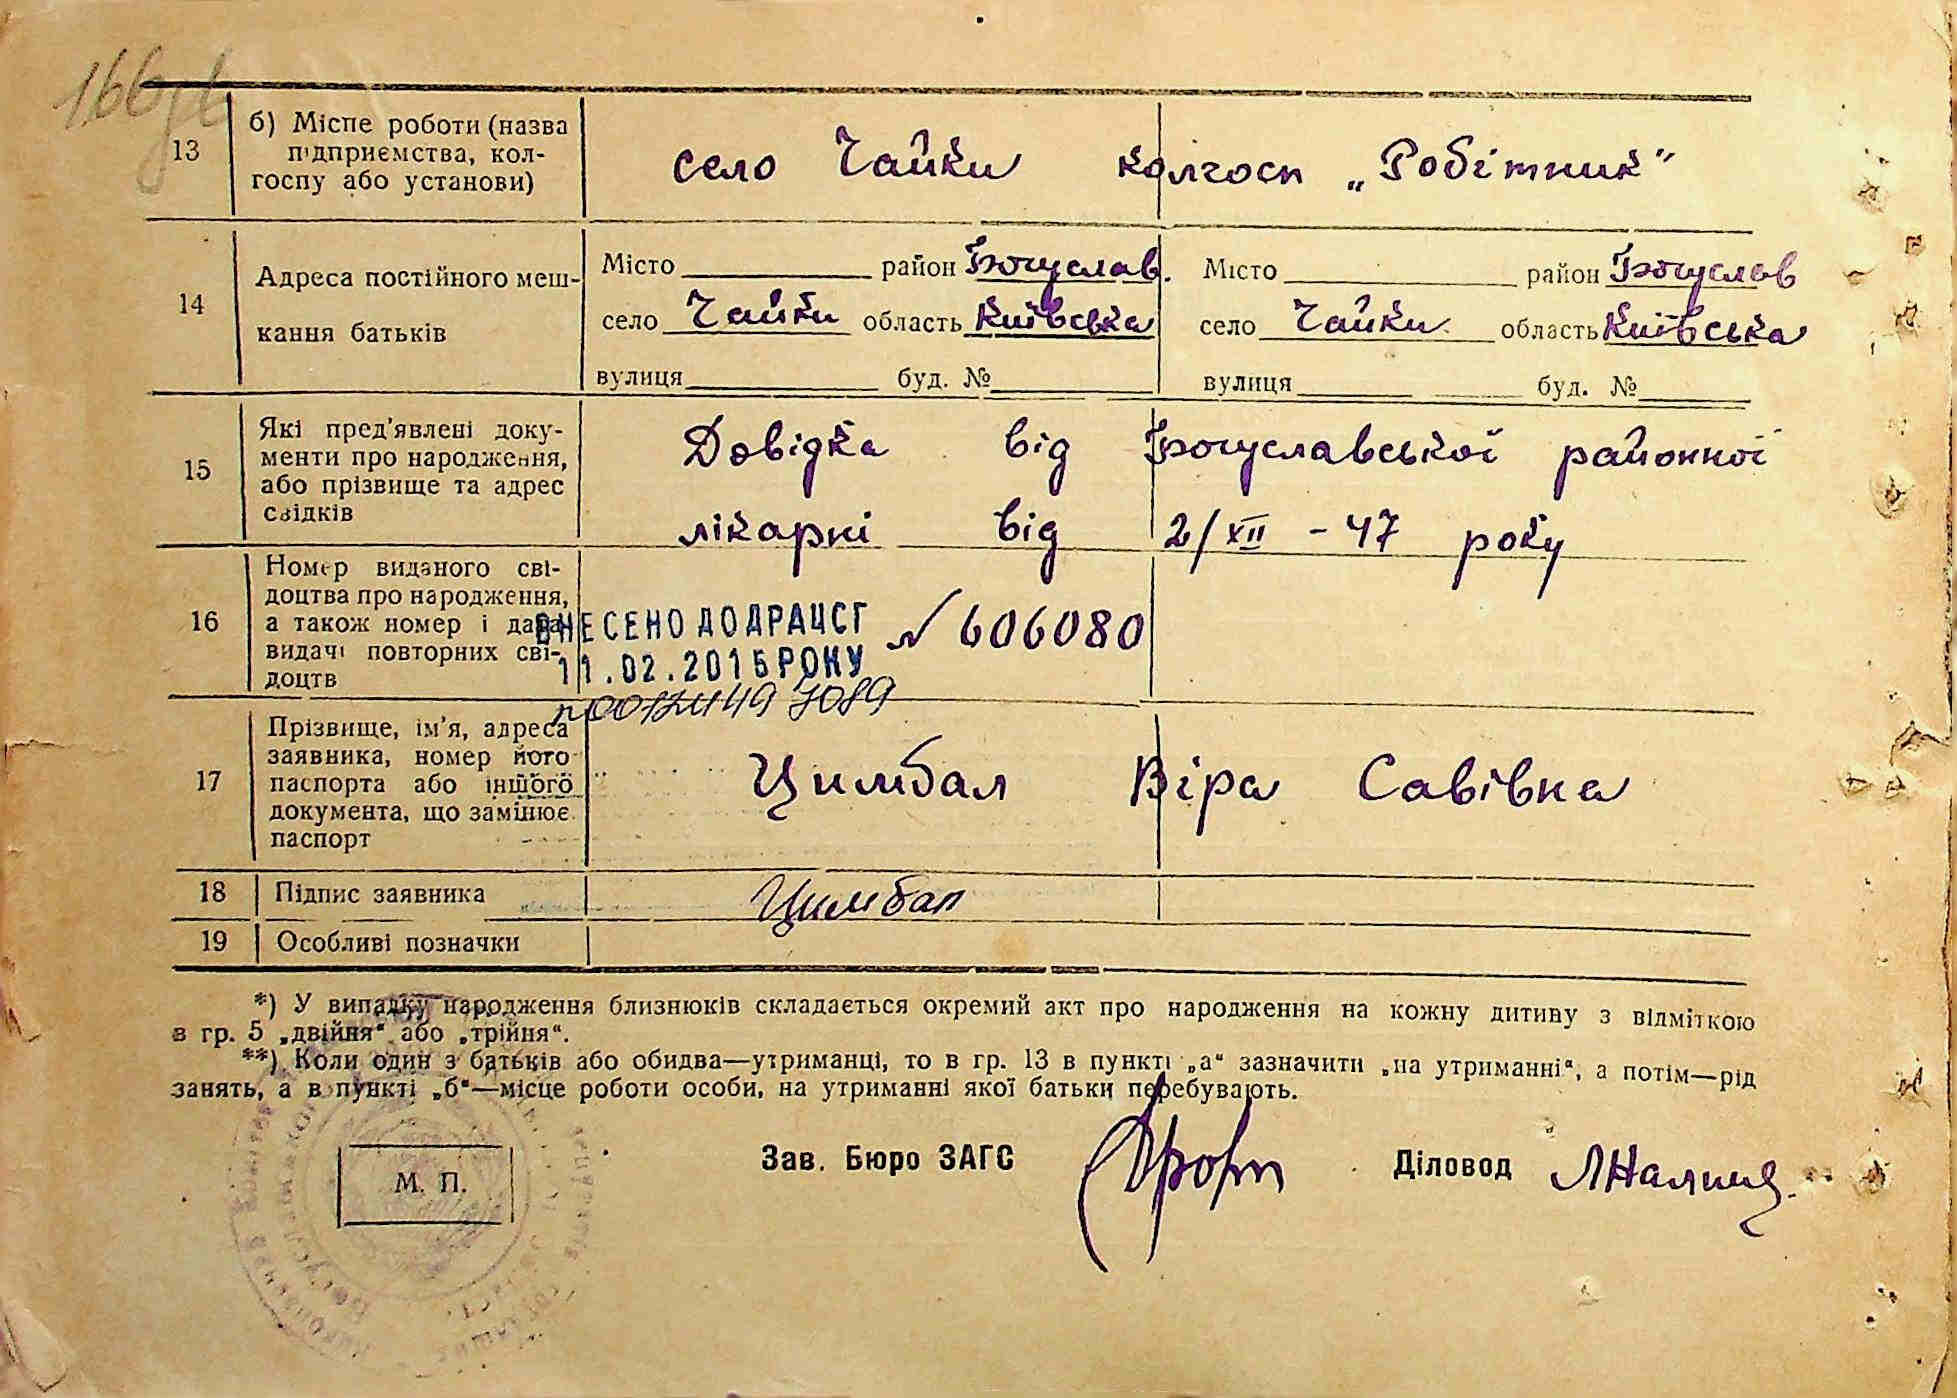 166
13 б) Місце роботи (назва
підприємства, кол-
госпу або установи)
село Чайки колгосп „Робітник"
14 Адреса постійного меш-
кання батьків
Місто район Богуслав.
село Чайки область Київська
вулиця буд. №
Місто район Богуслав
село Чайки область Київська
вулиця буд. №
15 Які пред'явлені доку-
менти про народження,
або прізвище та адрес
свідків
Довідка від Богуславської районної
лікарні від 2/XII - 47 року
16 Номер виданого сві-
доцтва про народження,
а також номер і дата
видачі повторних сві-
доцтв
ВНЕСЕНО ДО ДРАЦСГ
11.02.2015 РОКУ
№ 606080
17 Прізвище, ім'я, адреса
заявника, номер його
паспорта або іншого
документа, що замінює
паспорт
Цимбал Віра Савівна
18 Підпис заявника Цимбал
19 Особливі позначки
*) У випадку народження близнюків складається окремий акт про народження на кожну дитину з відміткою
в гр. 5 „двійня“ або „трійня“.
**) Коли один з батьків або обидва—утриманці, то в гр. 13 в пункті „а“ зазначити „на утриманні“, а потім—рід
занять, а в пункті „б“—місце роботи особи, на утриманні якої батьки перебувають.
М. П.
Зав. Бюро ЗАГС
Діловод